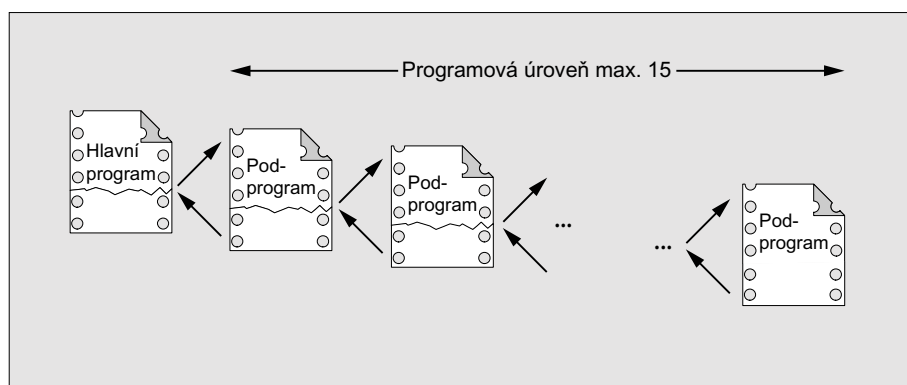 Programová úroveň max. 15
Hlavní
program
Pod-
program
Pod-
program
...
...
Pod-
program